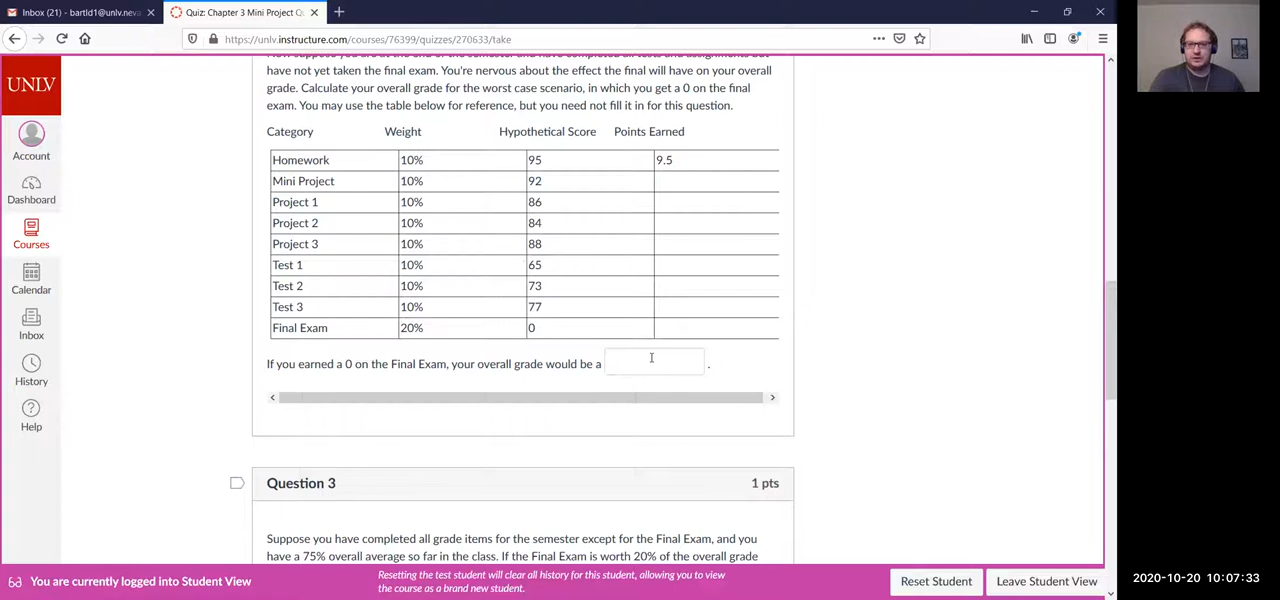 Inbox (21) - bartld1@unlv.neva
Quiz: Chapter 3 Mini Project Q
https://unlv.instructure.com/courses/76399/quizzes/270633/take
UNLV
Account
Dashboard
Courses
Calendar
Inbox
History
Help
have not yet taken the final exam. You're nervous about the effect the final will have on your overall
grade. Calculate your overall grade for the worst case scenario, in which you get a 0 on the final
exam. You may use the table below for reference, but you need not fill it in for this question.
Category Weight Hypothetical Score Points Earned
Homework 10% 95 9.5
Mini Project 10% 92
Project 1 10% 86
Project 2 10% 84
Project 3 10% 88
Test 1 10% 65
Test 2 10% 73
Test 3 10% 77
Final Exam 20% 0
If you earned a 0 on the Final Exam, your overall grade would be a .
Question 3 1 pts
Suppose you have completed all grade items for the semester except for the Final Exam, and you
have a 75% overall average so far in the class. If the Final Exam is worth 20% of the overall grade
You are currently logged into Student View
Resetting the test student will clear all history for this student, allowing you to view
the course as a brand new student.
Reset Student
Leave Student View
2020-10-20 10:07:33